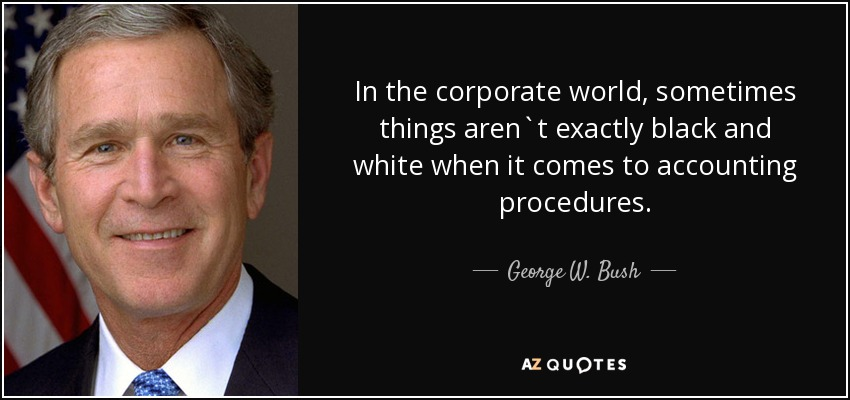 In the corporate world, sometimes
things aren`t exactly black and
white when it comes to accounting
procedures.
— George W. Bush —
AZ QUOTES